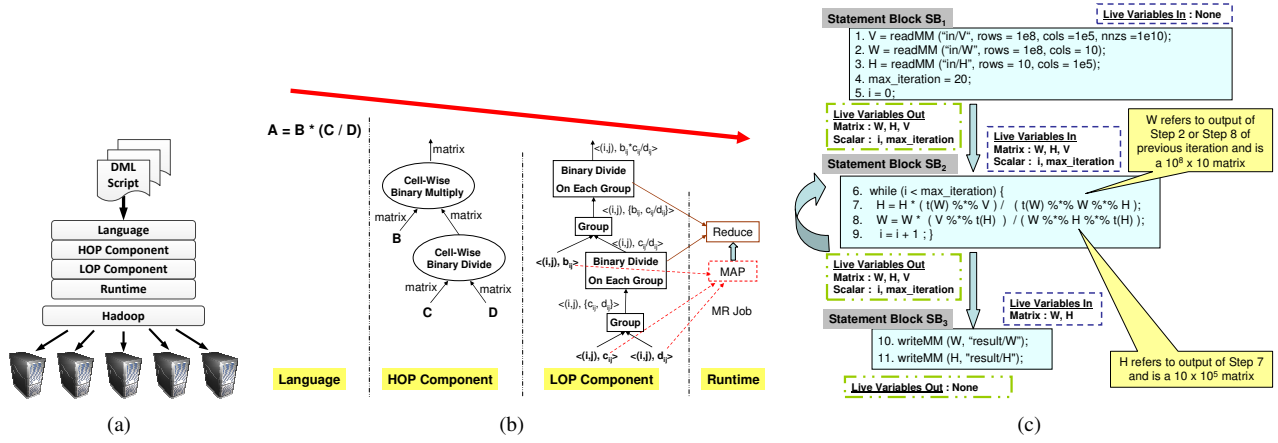 DML
Script
Language
HOP Component
LOP Component
Runtime
Hadoop
(a)
A = B * (C / D)
matrix
Cell-Wise
Binary Multiply
matrix
matrix
B
Cell-Wise
Binary Divide
matrix
matrix
C
D
<(i,j), b_ij*c_ij/d_ij>
Binary Divide
On Each Group
<(i,j), {b_ij, c_ij/d_ij}>
Group
<(i,j), c_ij/d_ij>
<(i,j), b_ij>
Binary Divide
On Each Group
<(i,j), {c_ij, d_ij}>
Group
<(i,j), c_ij>
<(i,j), d_ij>
Reduce
MAP
MR Job
Language
HOP Component
LOP Component
Runtime
(b)
Statement Block SB₁
Live Variables In : None
1. V = readMM (“in/V“, rows = 1e8, cols =1e5, nnzs =1e10);
2. W = readMM (“in/W”, rows = 1e8, cols = 10);
3. H = readMM (“in/H”, rows = 10, cols = 1e5);
4. max_iteration = 20;
5. i = 0;
Live Variables Out
Matrix : W, H, V
Scalar : i, max_iteration
Live Variables In
Matrix : W, H, V
Scalar : i, max_iteration
W refers to output of
Step 2 or Step 8 of
previous iteration and is
a 10⁸ x 10 matrix
Statement Block SB₂
6. while (i < max_iteration) {
7. H = H * ( t(W) %*% V ) / ( t(W) %*% W %*% H );
8. W = W * ( V %*% t(H) ) / ( W %*% H %*% t(H) );
9. i = i + 1 ; }
Live Variables Out
Matrix : W, H, V
Scalar : i, max_iteration
Live Variables In
Matrix : W, H
Statement Block SB₃
10. writeMM (W, “result/W”);
11. writeMM (H, “result/H”);
H refers to output of Step 7
and is a 10 x 10⁵ matrix
Live Variables Out : None
(c)